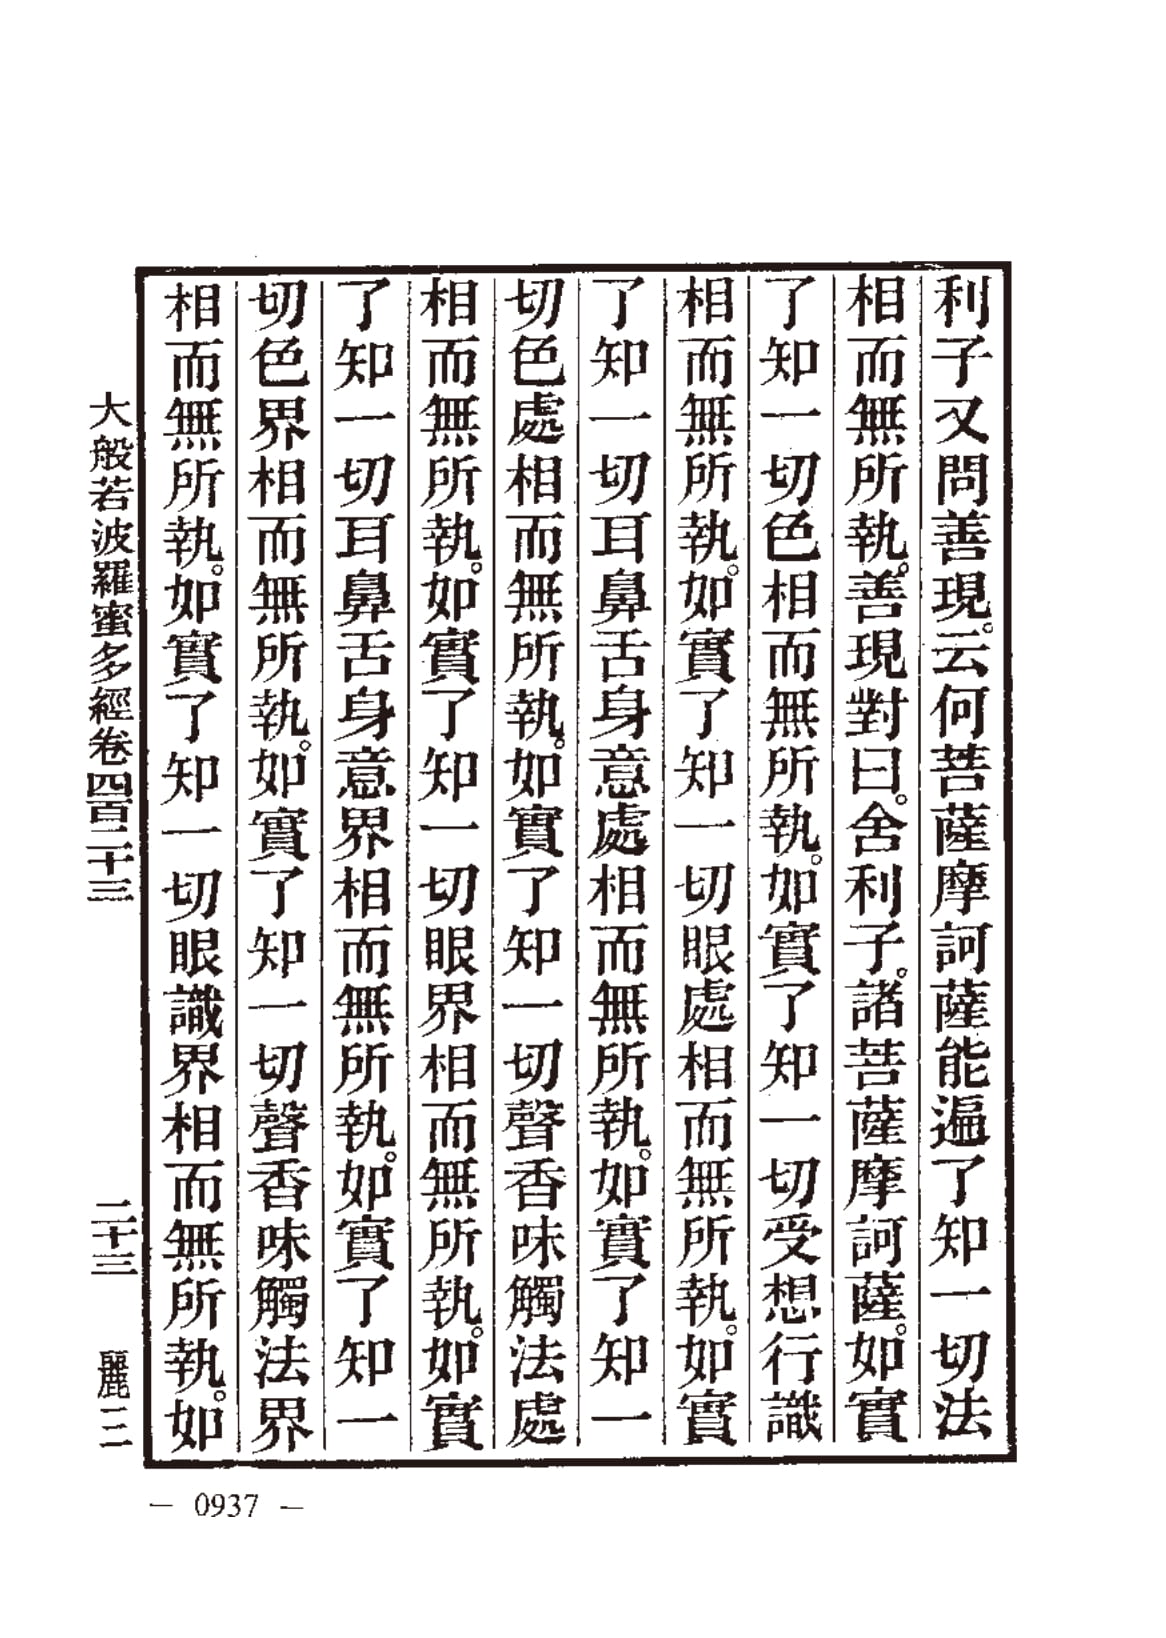 利子又問善現。云何菩薩摩訶薩能遍了知一切法
相而無所執。善現對曰。舍利子。諸菩薩摩訶薩。如實
了知一切色相而無所執。如實了知一切受想行識
相而無所執。如實了知一切眼處相而無所執。如實
了知一切耳鼻舌身意處相而無所執。如實了知一
切色處相而無所執。如實了知一切聲香味觸法處
相而無所執。如實了知一切眼界相而無所執。如實
了知一切耳鼻舌身意界相而無所執。如實了知一
切色界相而無所執。如實了知一切聲香味觸法界
相而無所執。如實了知一切眼識界相而無所執。如
大般若波羅蜜多經卷四百二十三 二十三 麗三
— 0937 —